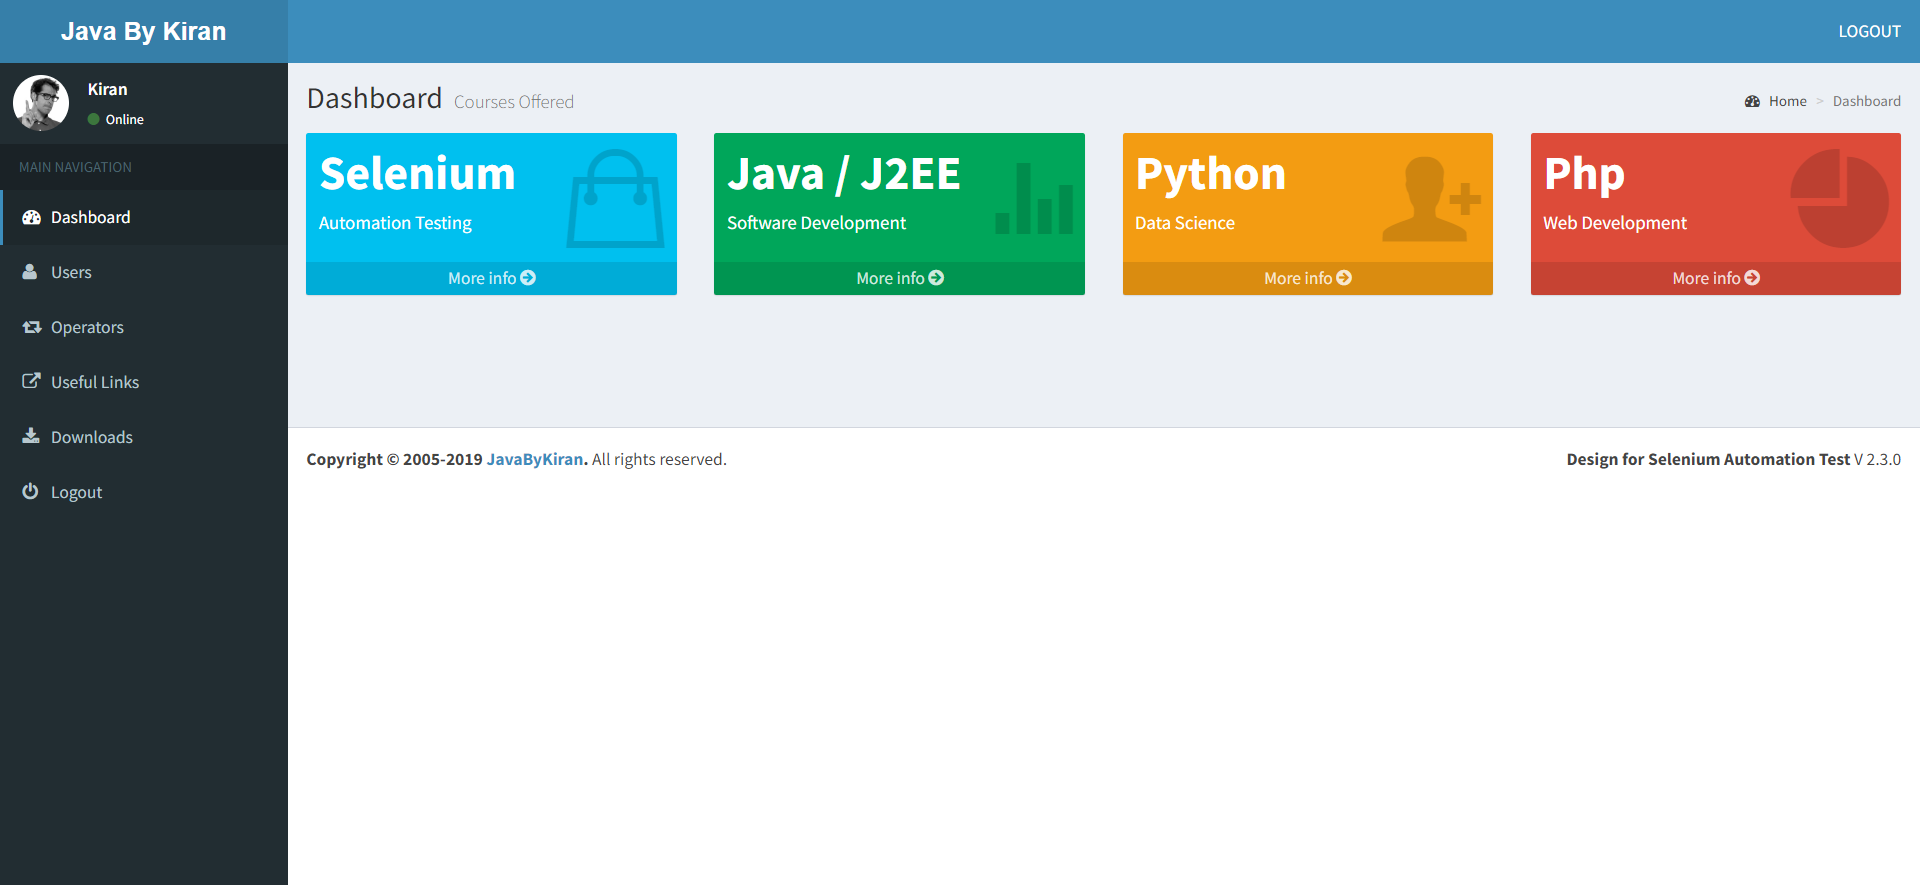 Java By Kiran
LOGOUT
Kiran
Online
MAIN NAVIGATION
Dashboard
Users
Operators
Useful Links
Downloads
Logout
Dashboard Courses Offered
Home > Dashboard
Selenium
Automation Testing
More info
Java / J2EE
Software Development
More info
Python
Data Science
More info
Php
Web Development
More info
Copyright © 2005-2019 JavaByKiran. All rights reserved.
Design for Selenium Automation Test V 2.3.0